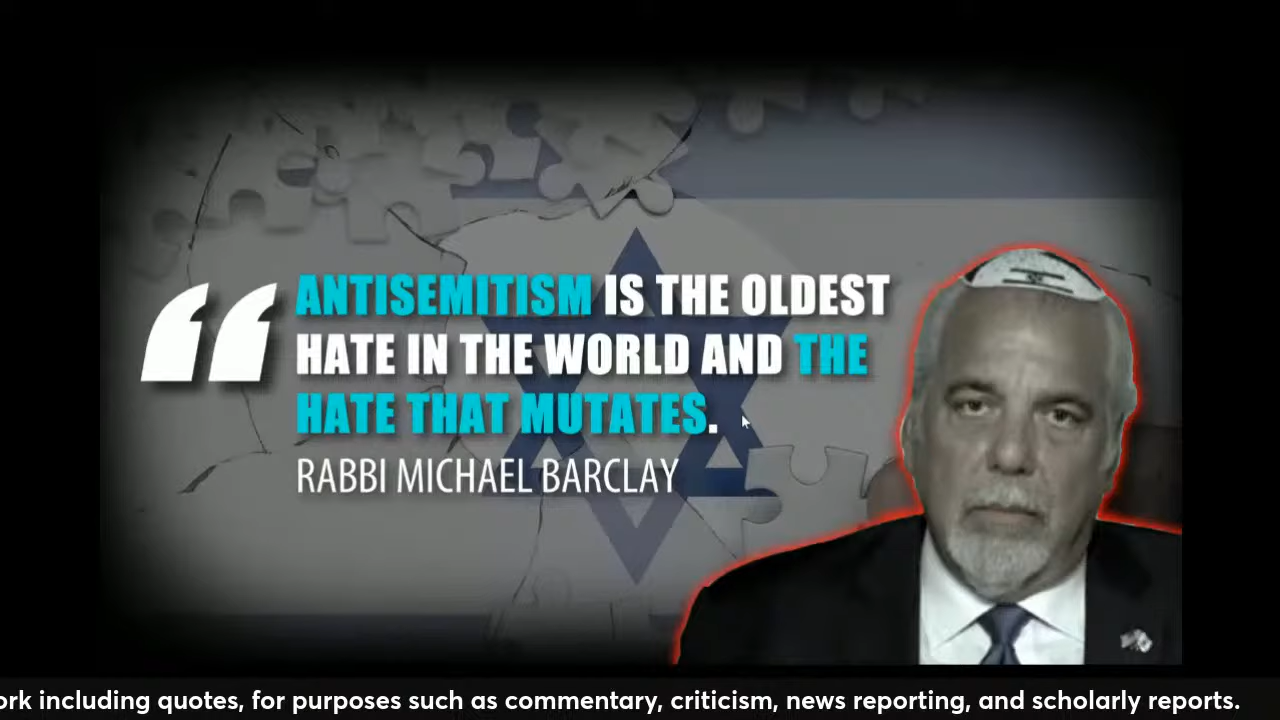 ANTISEMITISM IS THE OLDEST
HATE IN THE WORLD AND THE
HATE THAT MUTATES.
RABBI MICHAEL BARCLAY
ork including quotes, for purposes such as commentary, criticism, news reporting, and scholarly reports.